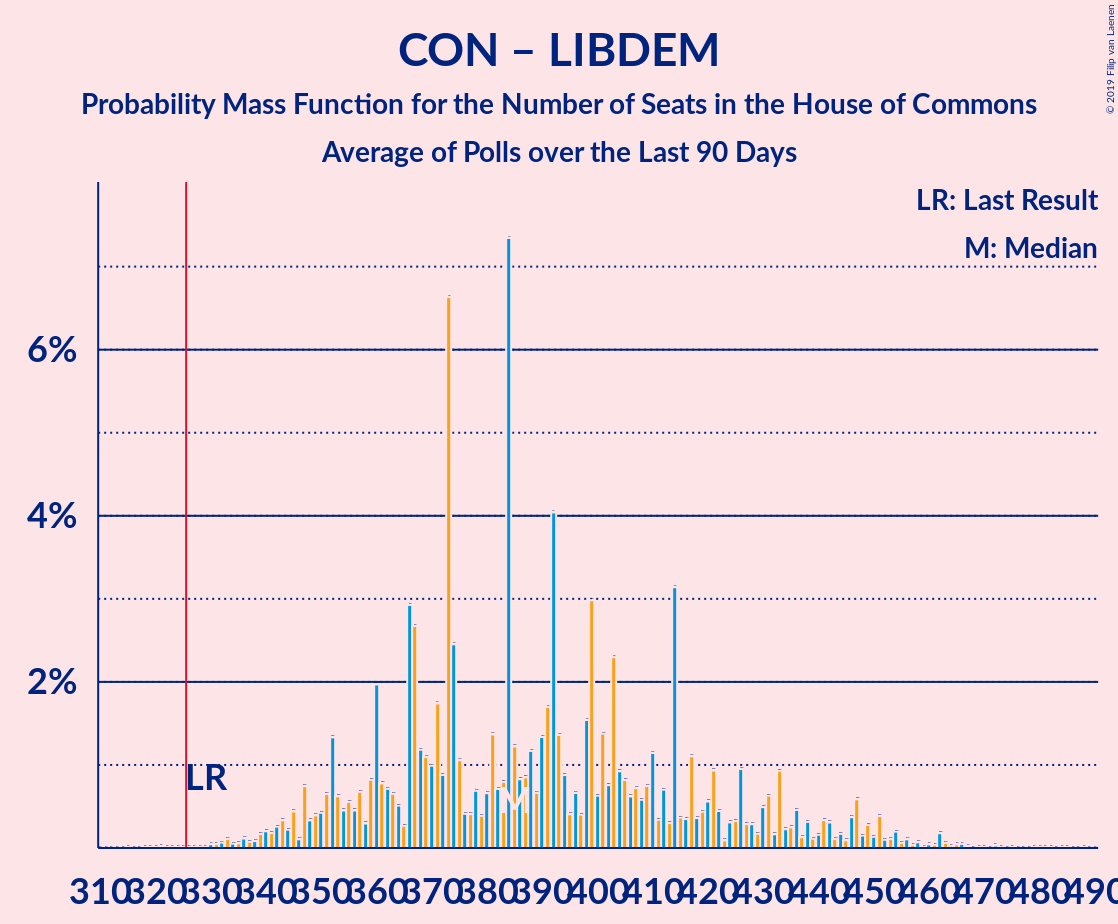 CON – LIBDEM
Probability Mass Function for the Number of Seats in the House of Commons
Average of Polls over the Last 90 Days
© 2019 Filip van Laenen
LR: Last Result
M: Median
6%
4%
2%
LR
M
310 320 330 340 350 360 370 380 390 400 410 420 430 440 450 460 470 480 490